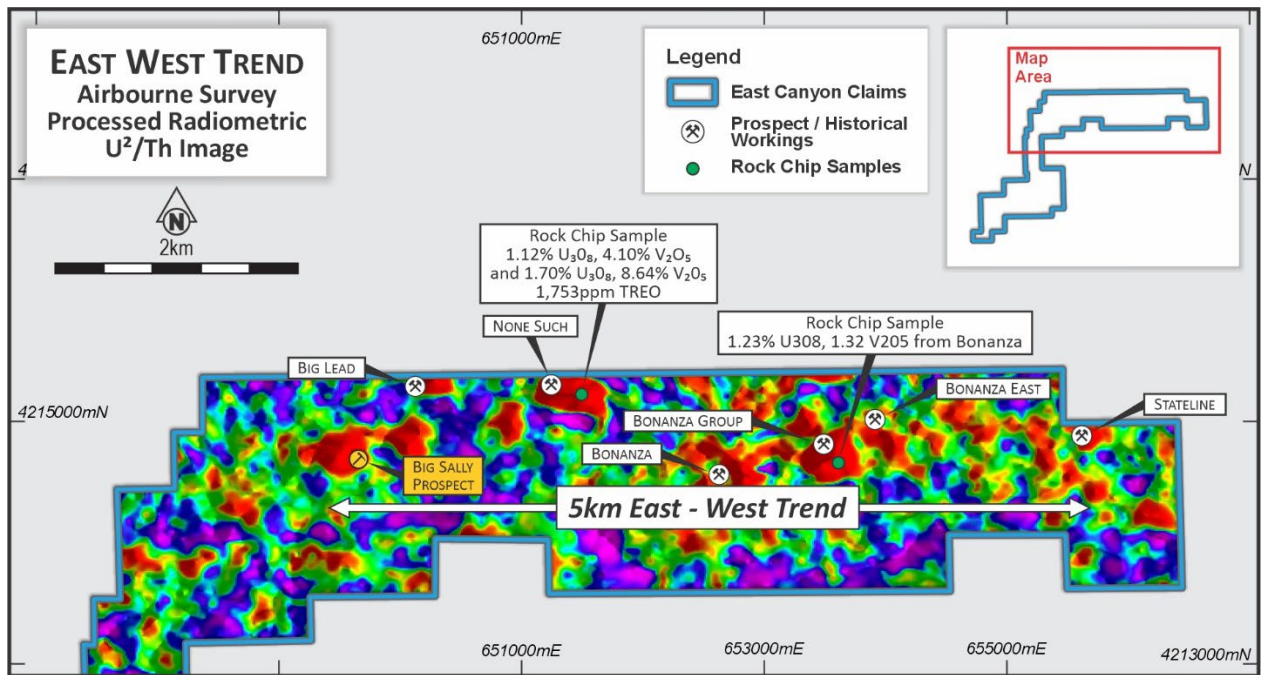 EAST WEST TREND
Airbourne Survey
Processed Radiometric
U²/Th Image
N
2km
651000mE
Legend
East Canyon Claims
Prospect / Historical
Workings
Rock Chip Samples
Map
Area
Rock Chip Sample
1.12% U₃0₈, 4.10% V₂O₅
and 1.70% U₃0₈, 8.64% V₂0₅
1,753ppm TREO
NONE SUCH
Rock Chip Sample
1.23% U308, 1.32 V205 from Bonanza
BIG LEAD
BONANZA EAST
4215000mN
STATELINE
BONANZA GROUP
BONANZA
BIG SALLY
PROSPECT
5km East - West Trend
651000mE
653000mE
655000mE
4213000mN